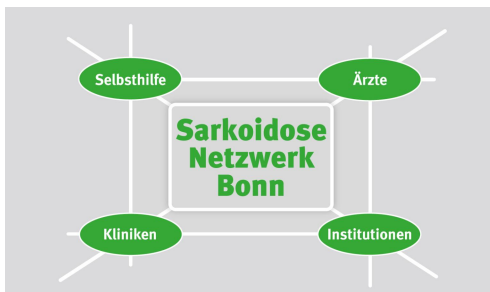 Selbsthilfe
Ärzte
Sarkoidose
Netzwerk
Bonn
Kliniken
Institutionen